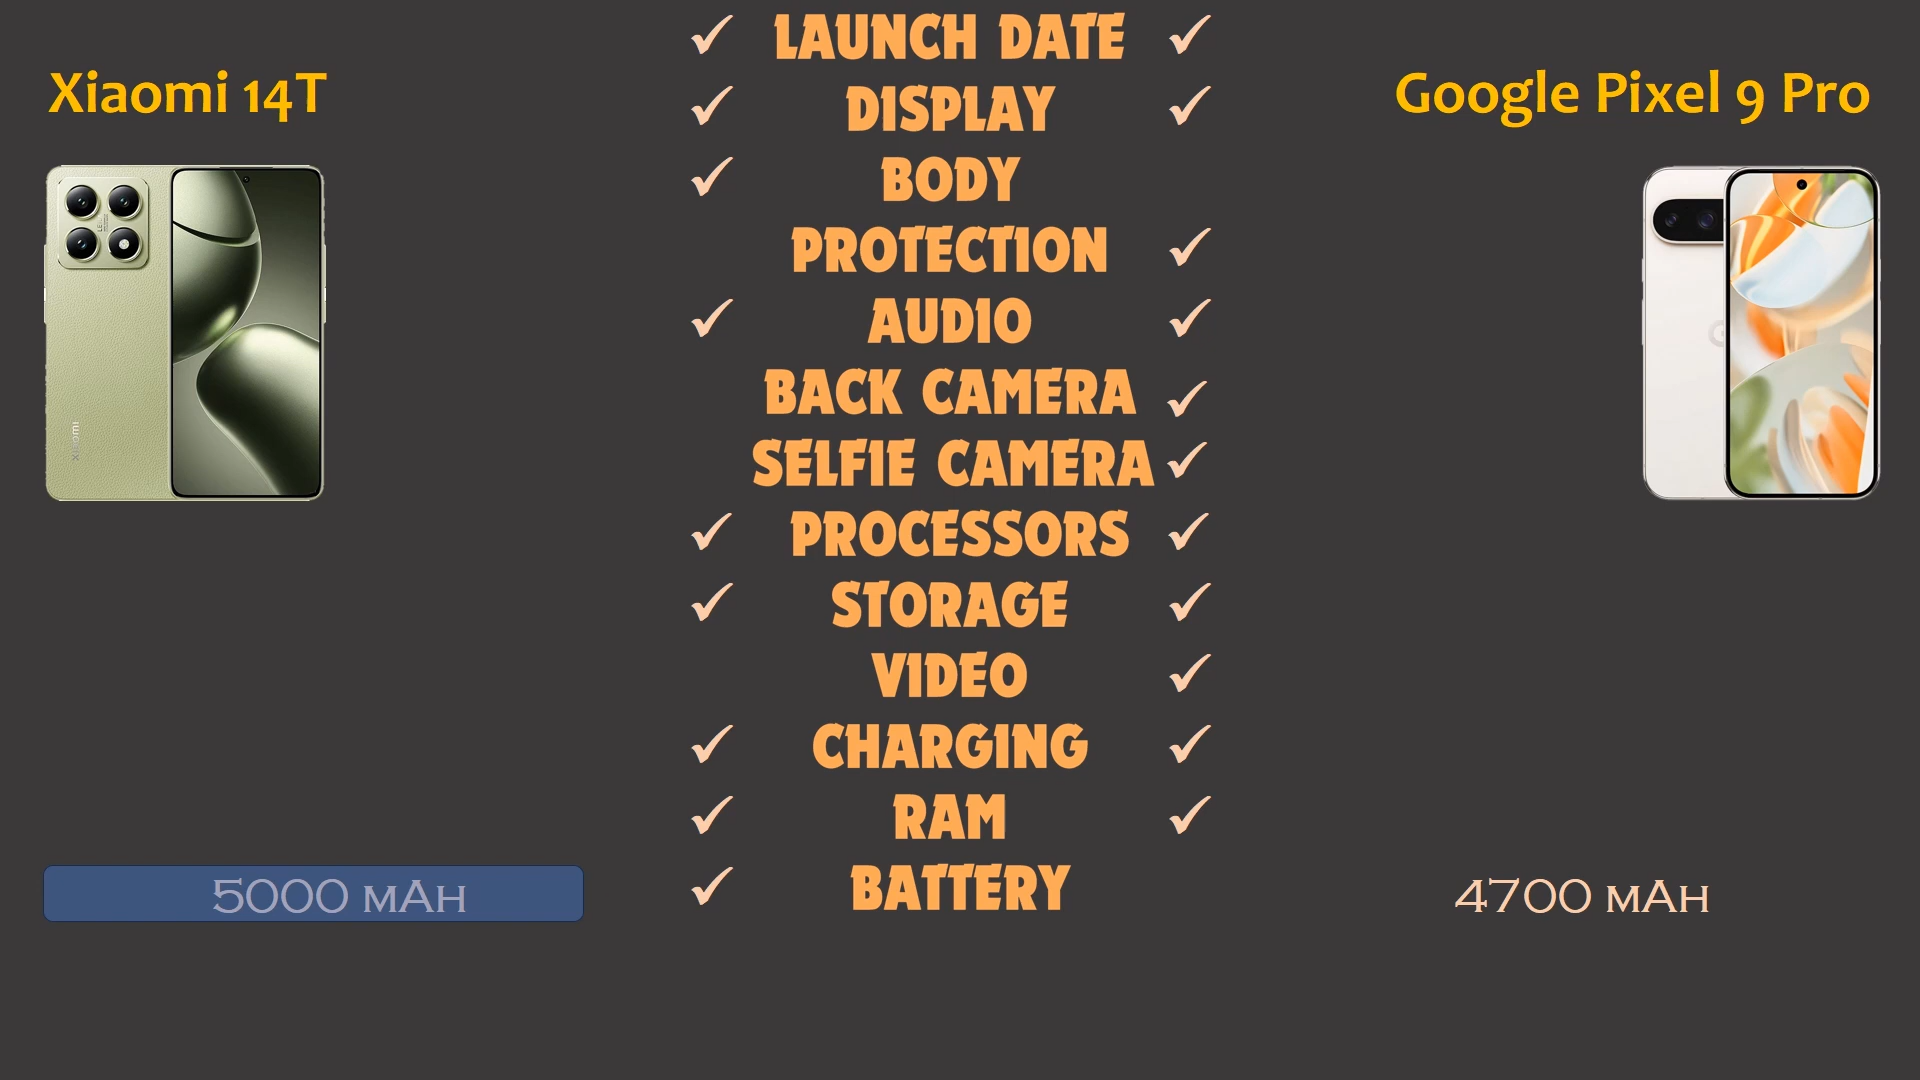 LAUNCH DATE
Xiaomi 14T
Google Pixel 9 Pro
DISPLAY
BODY
PROTECTION
AUDIO
BACK CAMERA
SELFIE CAMERA
xiaomi
PROCESSORS
STORAGE
VIDEO
CHARGING
RAM
BATTERY
5000 mAh
4700 mAh